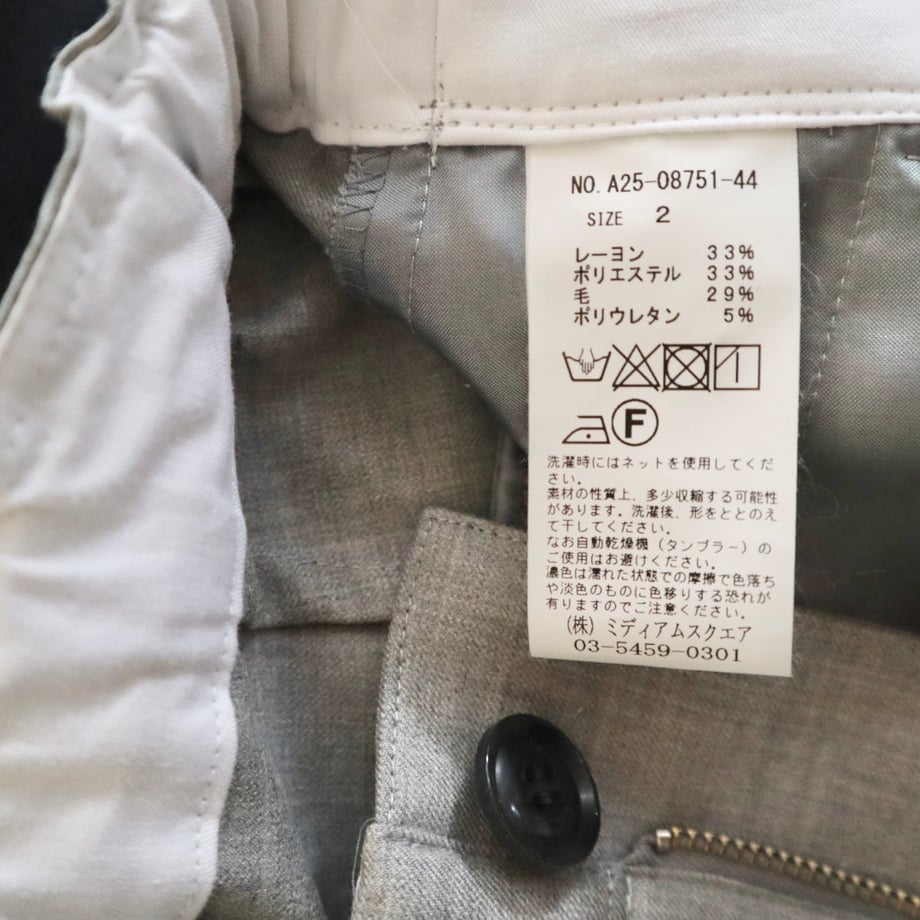 NO. A25-08751-44
SIZE 2
レーヨン 33%
ポリエステル 33%
毛 29%
ポリウレタン 5%
F
洗濯時にはネットを使用してくだ
さい。
素材の性質上、多少収縮する可能性
があります。洗濯後、形をととのえ
て干してください。
なお自動乾燥機(タンブラー)の
ご使用はお避けください。
濃色は濡れた状態での摩擦で色落ち
や淡色のものに色移りする恐れが
有りますのでご注意ください。
(株) ミディアムスクエア
03-5459-0301